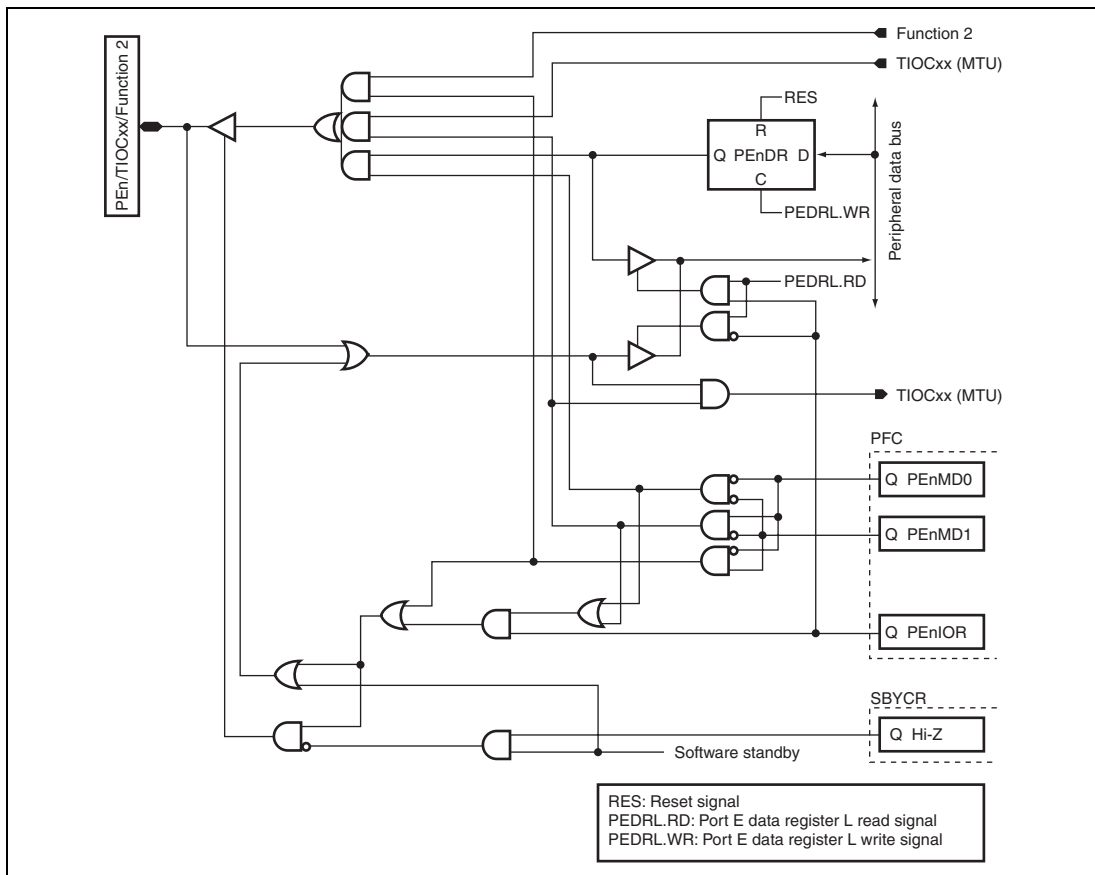 PEn/TIOCxx/Function 2
Function 2
TIOCxx (MTU)
RES
R
Q PEnDR D
C
PEDRL.WR
Peripheral data bus
PEDRL.RD
TIOCxx (MTU)
PFC
Q PEnMD0
Q PEnMD1
Q PEnIOR
SBYCR
Q Hi-Z
Software standby
RES: Reset signal
PEDRL.RD: Port E data register L read signal
PEDRL.WR: Port E data register L write signal